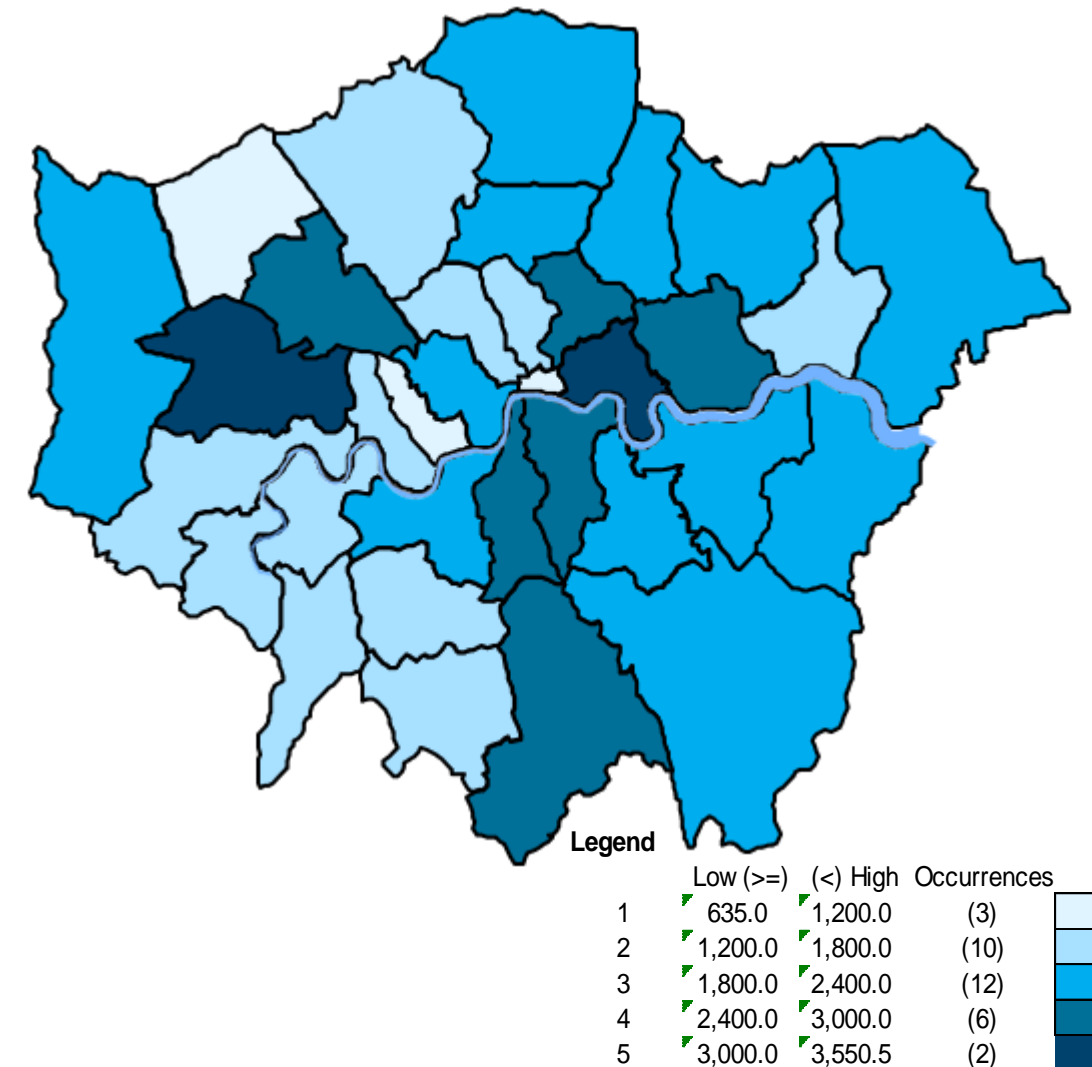 Legend
Low (>=) (<) High Occurrences
1 635.0 1,200.0 (3)
2 1,200.0 1,800.0 (10)
3 1,800.0 2,400.0 (12)
4 2,400.0 3,000.0 (6)
5 3,000.0 3,550.5 (2)